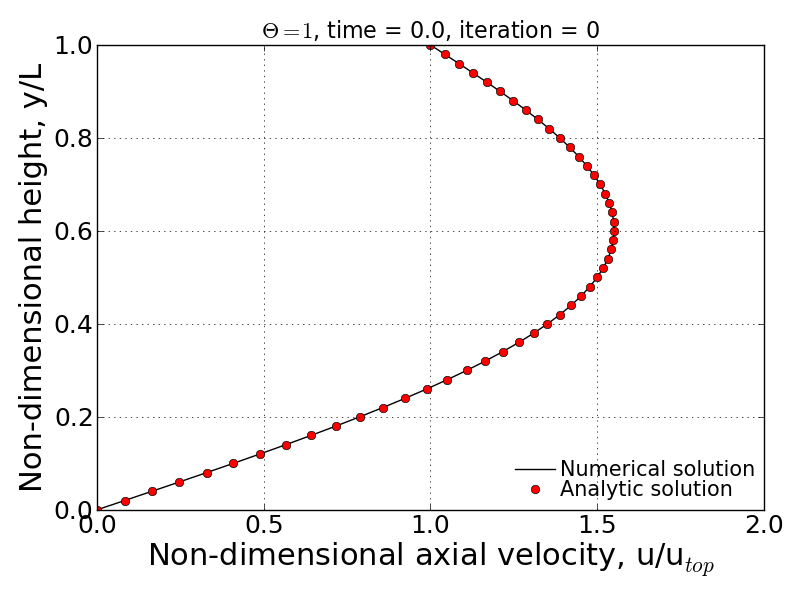 Θ = 1, time = 0.0, iteration = 0
1.0
0.8
0.6
0.4
0.2
0.0
Non-dimensional height, y/L
Numerical solution
Analytic solution
0.0 0.5 1.0 1.5 2.0
Non-dimensional axial velocity, u/u_top